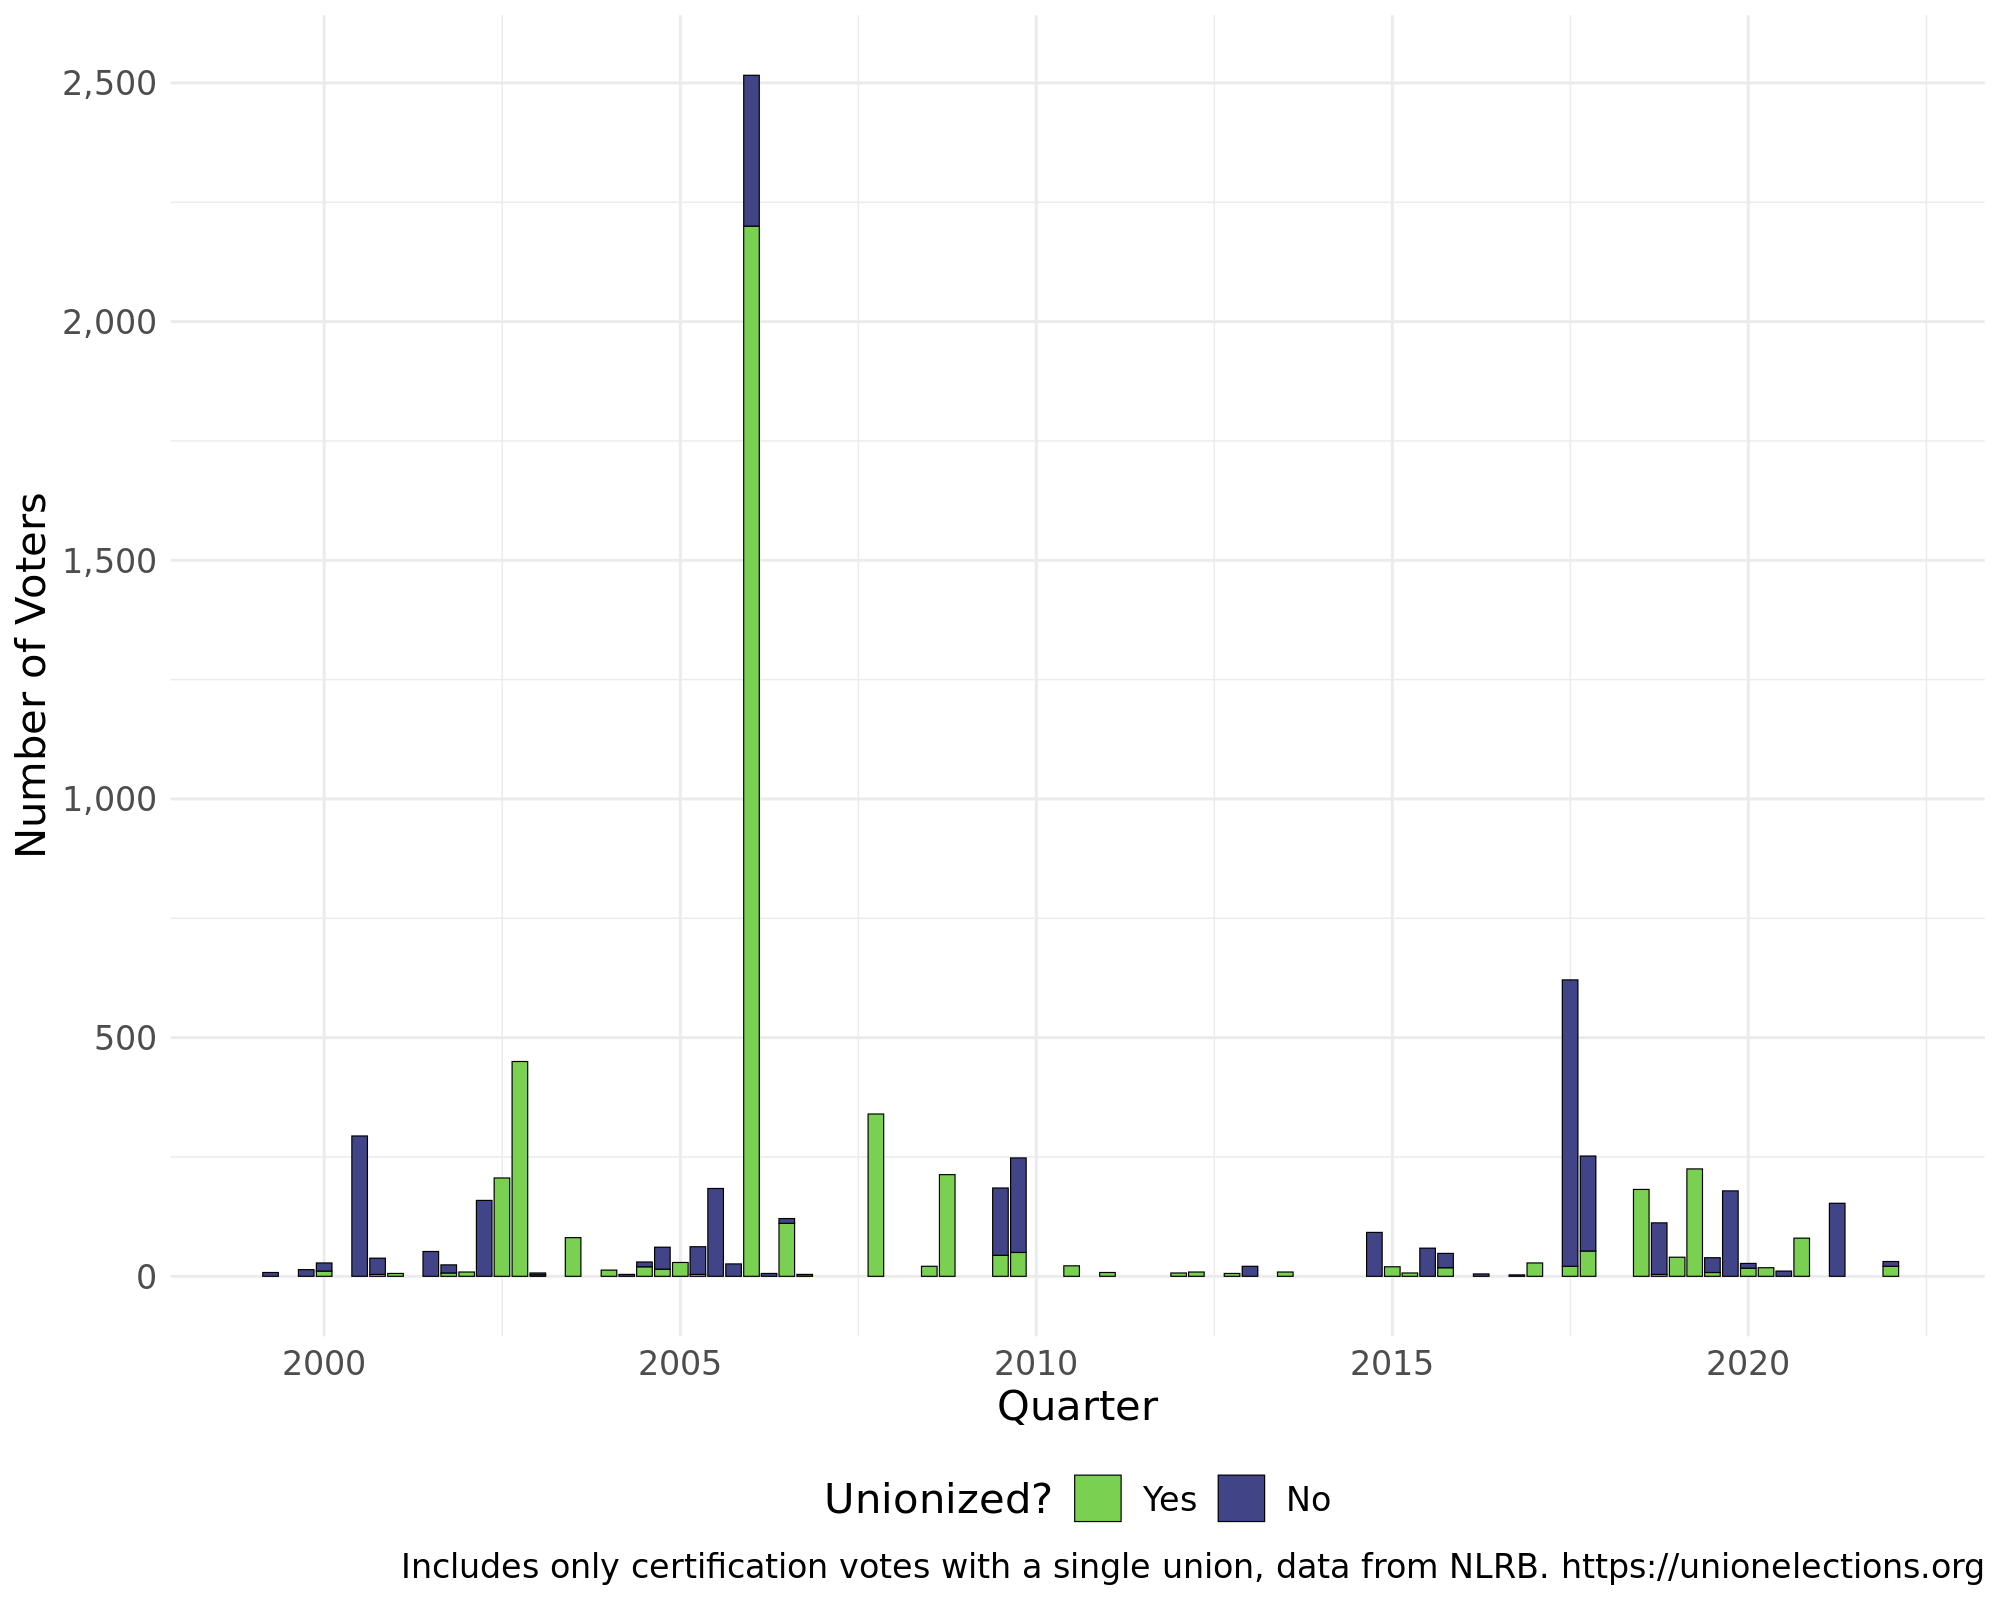 2,500
2,000
1,500
1,000
500
0
Number of Voters
2000 2005 2010 2015 2020
Quarter
Unionized? Yes No
Includes only certification votes with a single union, data from NLRB. https://unionelections.org